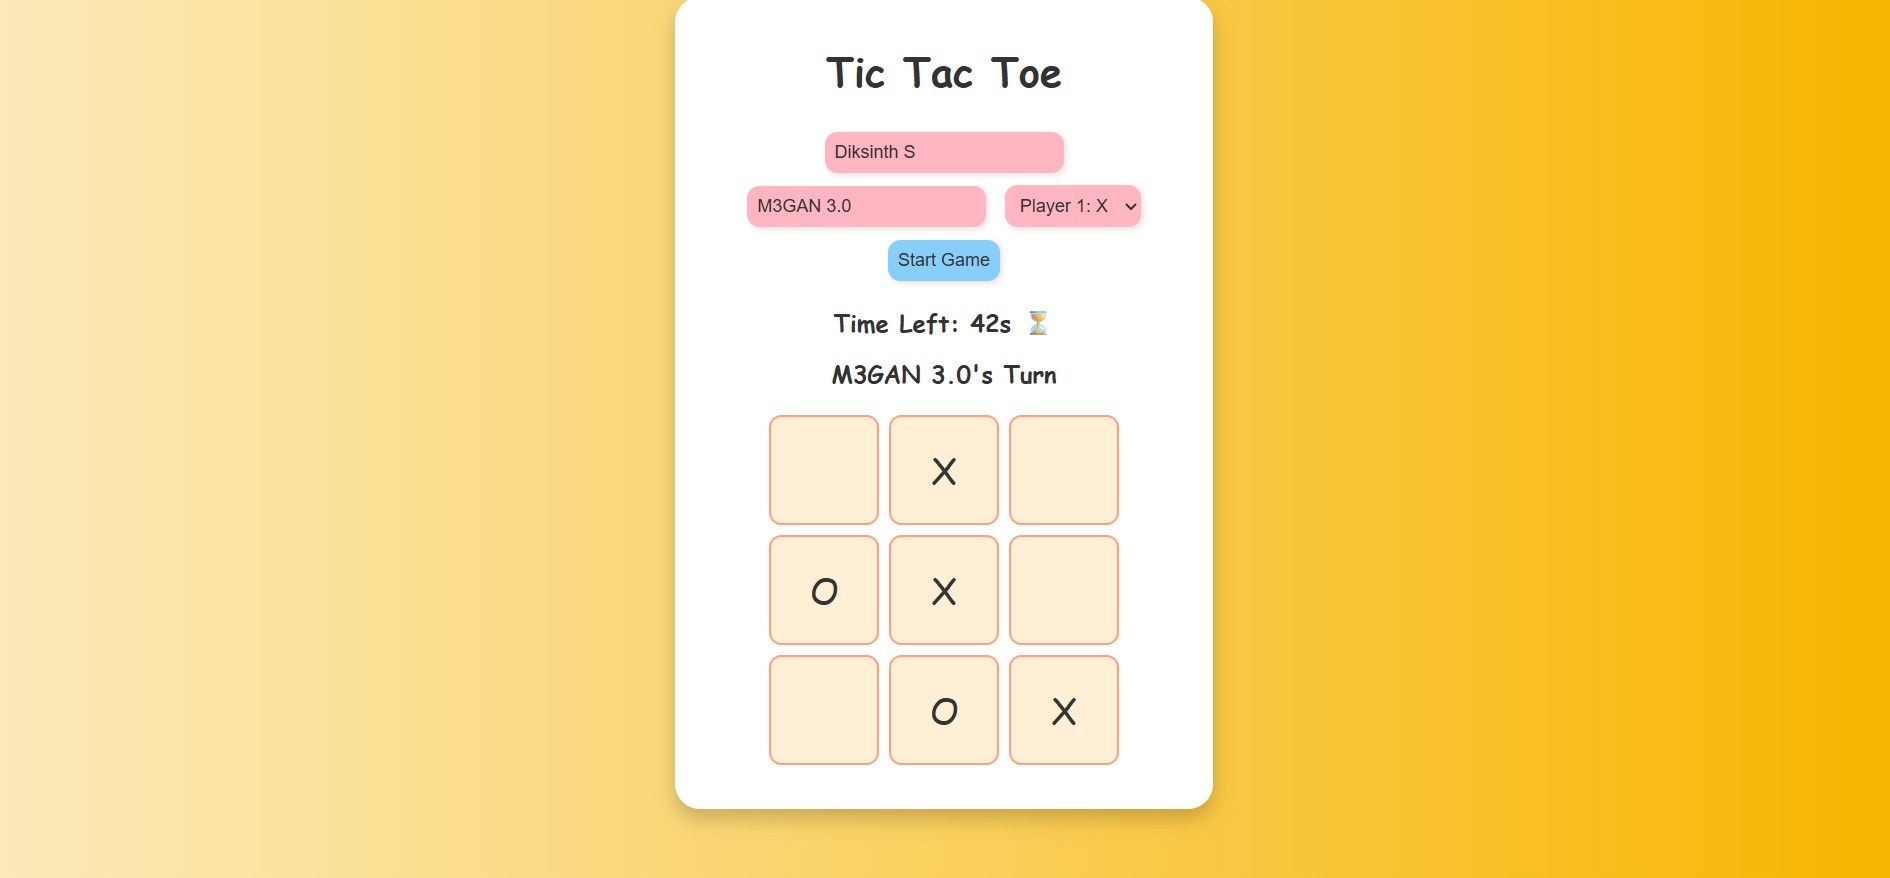 Tic Tac Toe
Diksinth S
M3GAN 3.0 Player 1: X
Start Game
Time Left: 42s ⏳
M3GAN 3.0's Turn
X
O X
O X